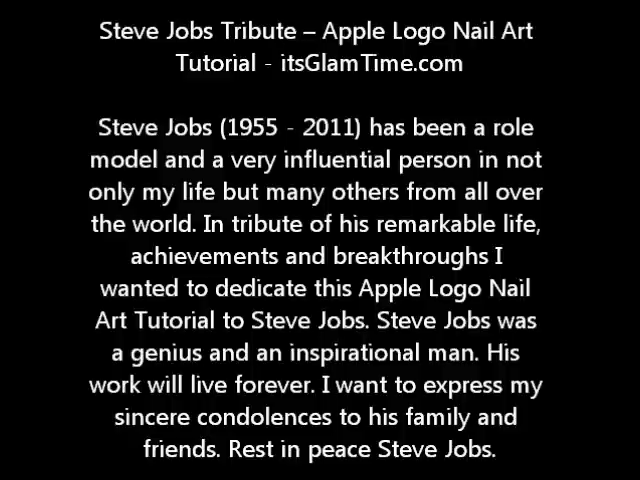 Steve Jobs Tribute – Apple Logo Nail Art
Tutorial - itsGlamTime.com
Steve Jobs (1955 - 2011) has been a role
model and a very influential person in not
only my life but many others from all over
the world. In tribute of his remarkable life,
achievements and breakthroughs I
wanted to dedicate this Apple Logo Nail
Art Tutorial to Steve Jobs. Steve Jobs was
a genius and an inspirational man. His
work will live forever. I want to express my
sincere condolences to his family and
friends. Rest in peace Steve Jobs.